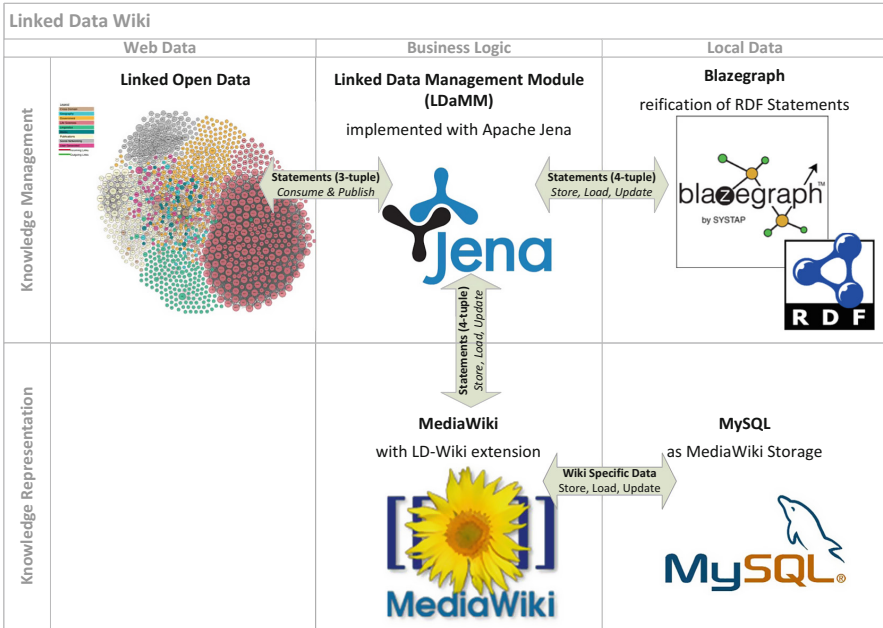 Linked Data Wiki
Web Data
Business Logic
Local Data
Knowledge Management
Linked Open Data
Linked Data Management Module
(LDaMM)
implemented with Apache Jena
Blazegraph
reification of RDF Statements
Statements (3-tuple)
Consume & Publish
Statements (4-tuple)
Store, Load, Update
Jena
blazegraph™
by SYSTAP
RDF
Statements (4-tuple)
Store, Load, Update
Knowledge Representation
MediaWiki
with LD-Wiki extension
MySQL
as MediaWiki Storage
Wiki Specific Data
Store, Load, Update
[[ ]]
MediaWiki
MySQL®